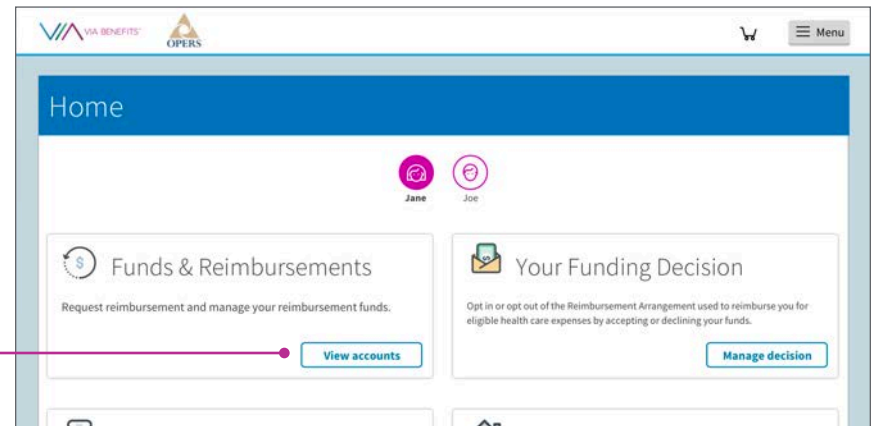 VIA BENEFITS™
OPERS
Menu
Home
Jane
Joe
Funds & Reimbursements
Request reimbursement and manage your reimbursement funds.
View accounts
Your Funding Decision
Opt in or opt out of the Reimbursement Arrangement used to reimburse you for
eligible health care expenses by accepting or declining your funds.
Manage decision